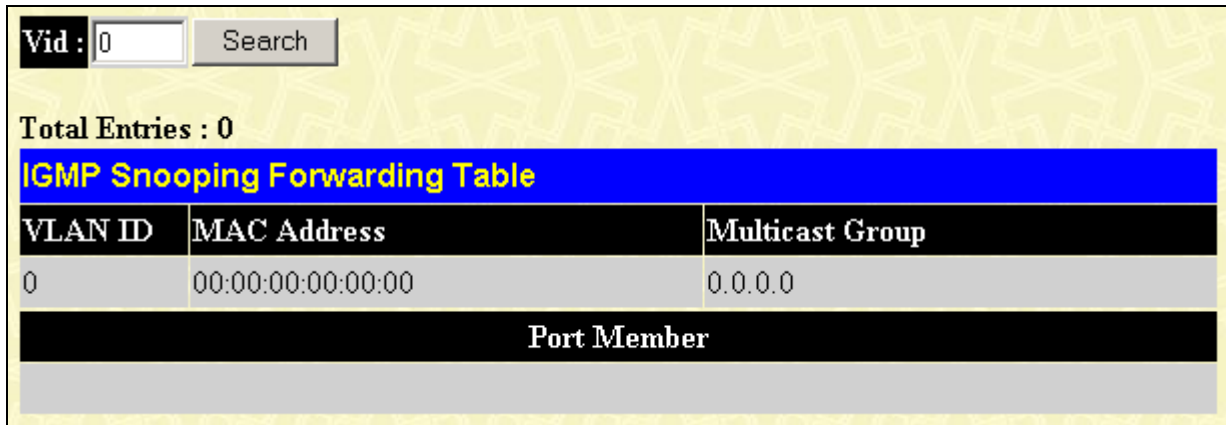 Vid : 0 Search
Total Entries : 0
IGMP Snooping Forwarding Table
VLAN ID MAC Address Multicast Group
0 00:00:00:00:00:00 0.0.0.0
Port Member